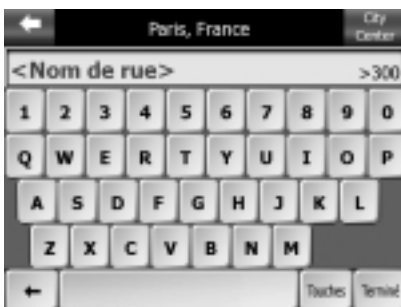 Paris, France City Center
<Nom de rue> >300
1 2 3 4 5 6 7 8 9 0
Q W E R T Y U I O P
A S D F G H J K L
Z X C V B N M
Touches Terminé